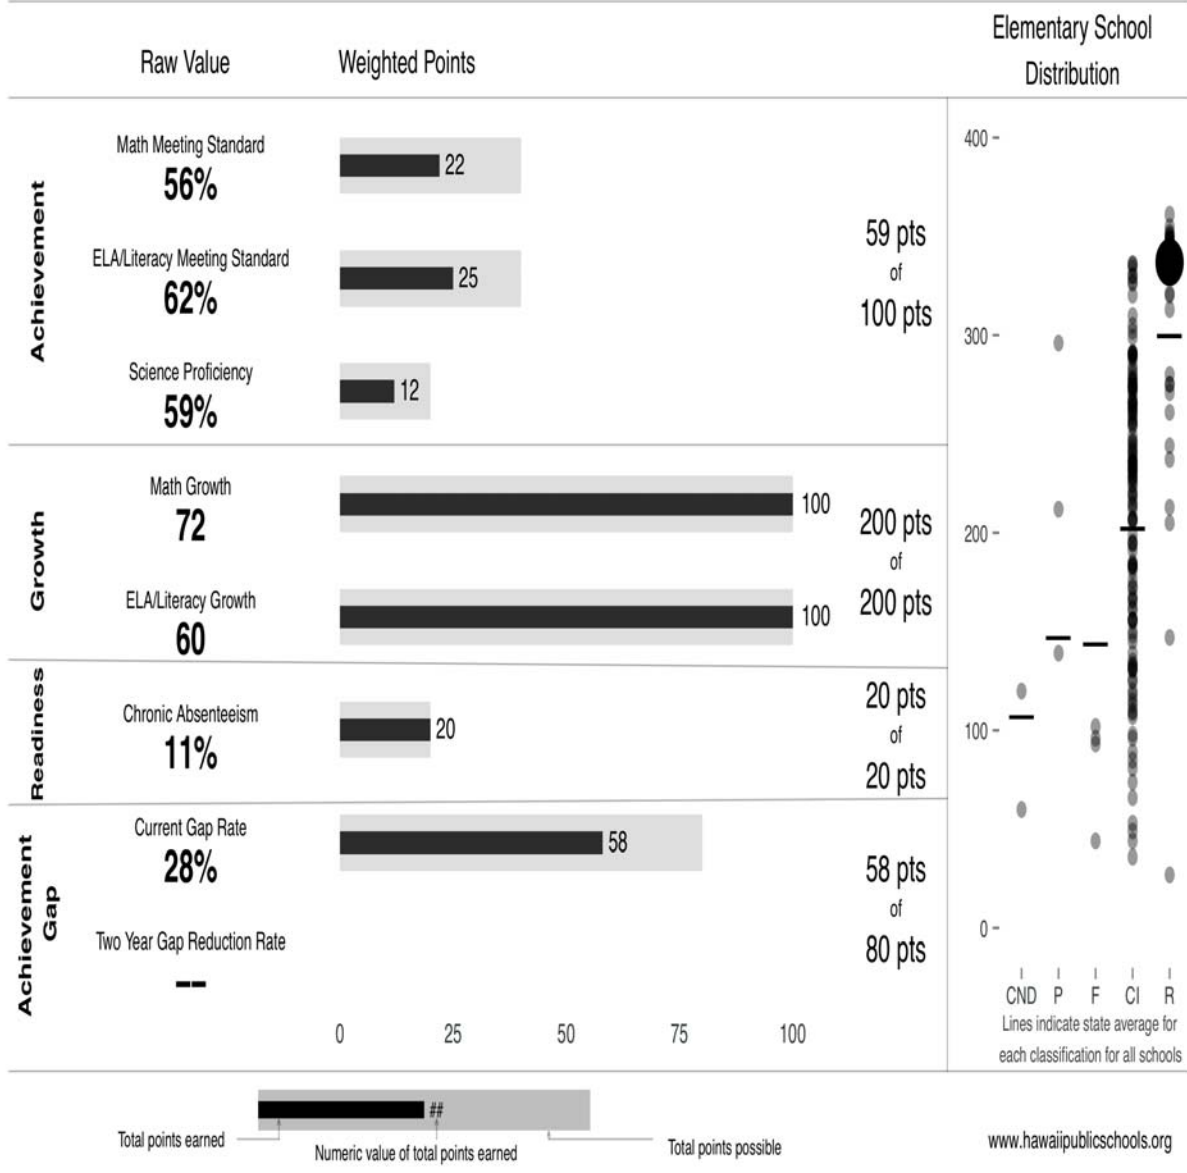 Elementary School
Distribution
Raw Value
Weighted Points
Achievement
Math Meeting Standard
56%
22
ELA/Literacy Meeting Standard
62%
25
Science Proficiency
59%
12
59 pts
of
100 pts
Growth
Math Growth
72
100
ELA/Literacy Growth
60
100
200 pts
of
200 pts
Readiness
Chronic Absenteeism
11%
20
20 pts
of
20 pts
Achievement
Gap
Current Gap Rate
28%
58
Two Year Gap Reduction Rate
--
58 pts
of
80 pts
0 25 50 75 100
400
300
200
100
0
CND P F CI R
Lines indicate state average for
each classification for all schools
##
Total points earned
Numeric value of total points earned
Total points possible
www.hawaiipublicschools.org